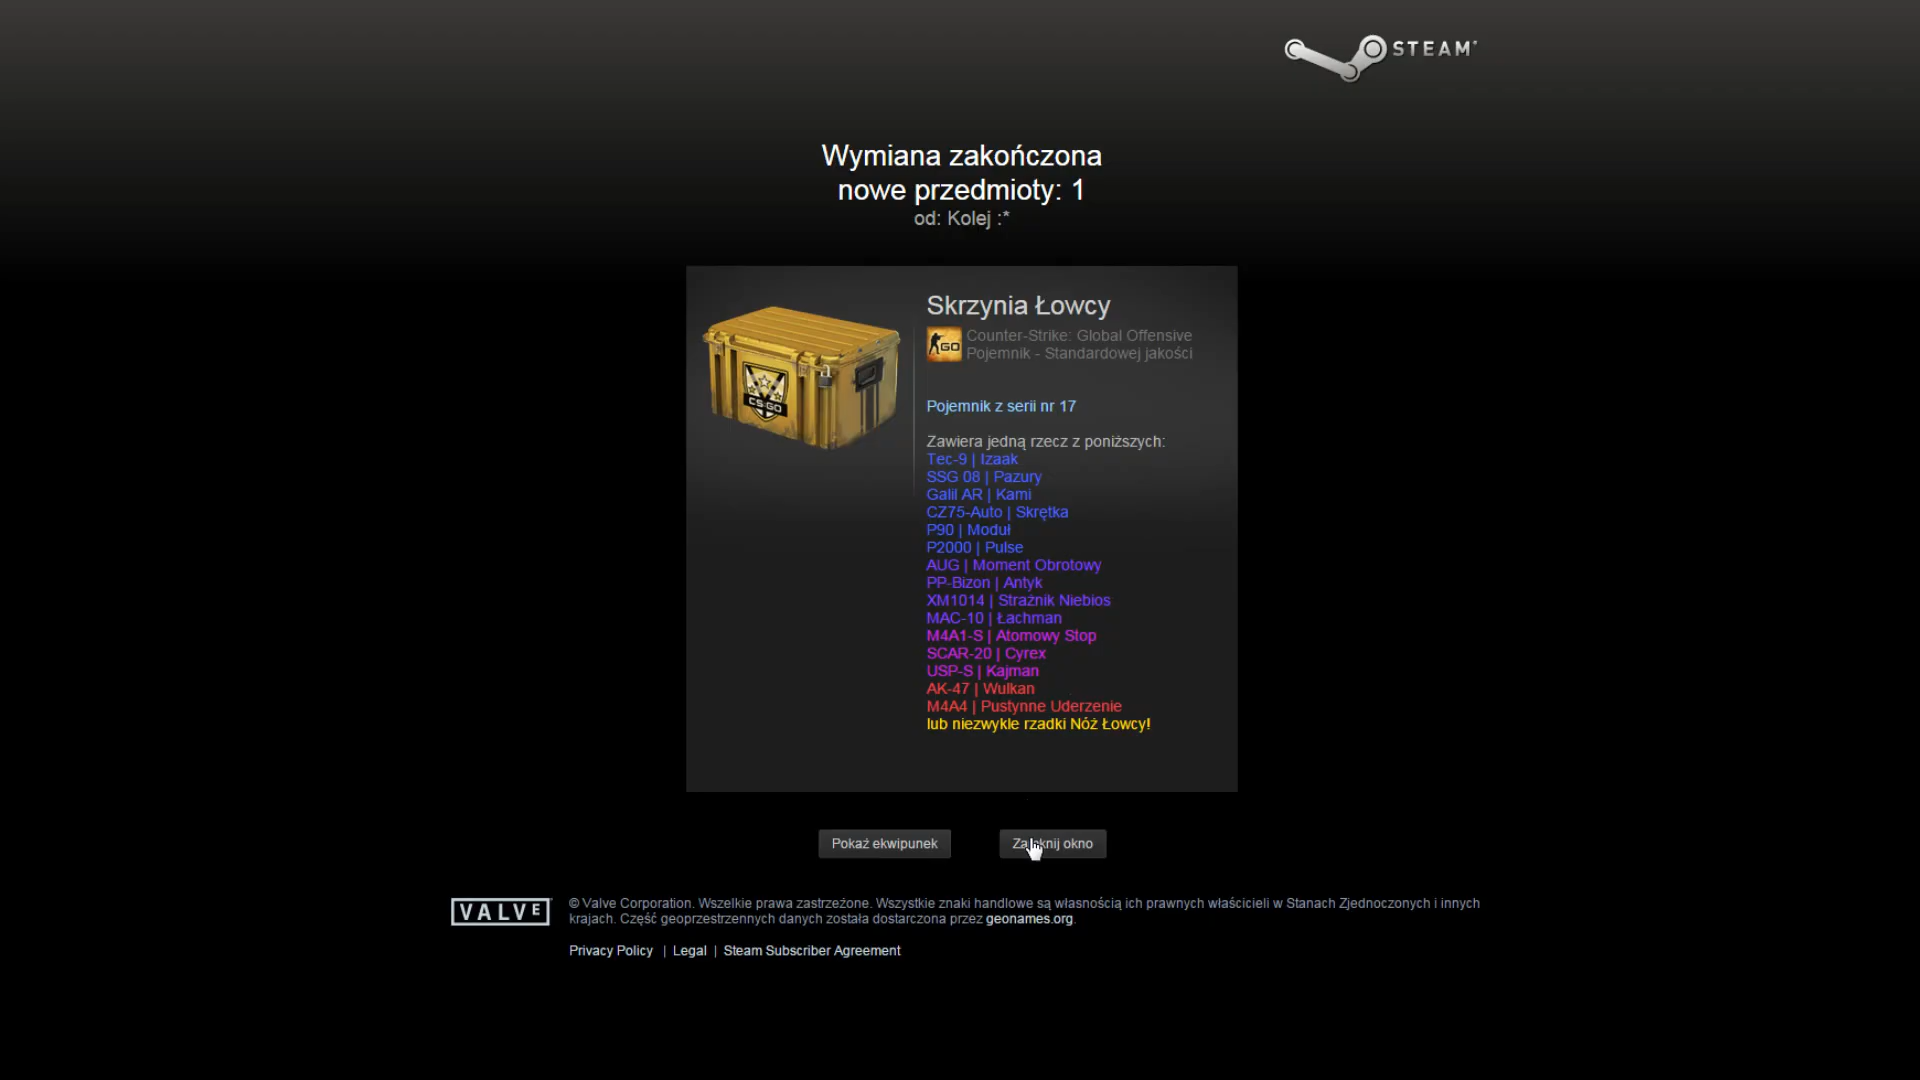 STEAM
Wymiana zakończona
nowe przedmioty: 1
od: Kolej :*
Skrzynia Łowcy
GO
Counter-Strike: Global Offensive
Pojemnik - Standardowej jakości
CS:GO
Pojemnik z serii nr 17
Zawiera jedną rzecz z poniższych:
Tec-9 | Izaak
SSG 08 | Pazury
Galil AR | Kami
CZ75-Auto | Skrętka
P90 | Moduł
P2000 | Pulse
AUG | Moment Obrotowy
PP-Bizon | Antyk
XM1014 | Strażnik Niebios
MAC-10 | Łachman
M4A1-S | Atomowy Stop
SCAR-20 | Cyrex
USP-S | Kajman
AK-47 | Wulkan
M4A4 | Pustynne Uderzenie
lub niezwykle rzadki Nóż Łowcy!
Pokaż ekwipunek
okno
VALVE
© Valve Corporation. Wszelkie prawa zastrzeżone. Wszystkie znaki handlowe są własnością ich prawnych właścicieli w Stanach Zjednoczonych i innych
krajach. Część geoprzestrzennych danych została dostarczona przez geonames.org.
Privacy Policy | Legal | Steam Subscriber Agreement